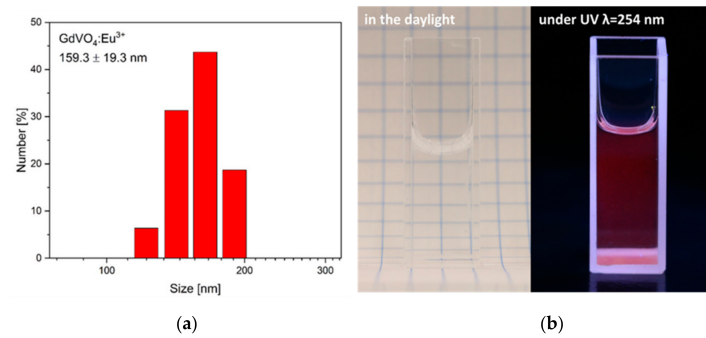 GdVO₄:Eu³⁺
159.3 ± 19.3 nm
Number [%]
50
40
30
20
10
0
100
200
300
Size [nm]
(a)
in the daylight
under UV λ=254 nm
(b)